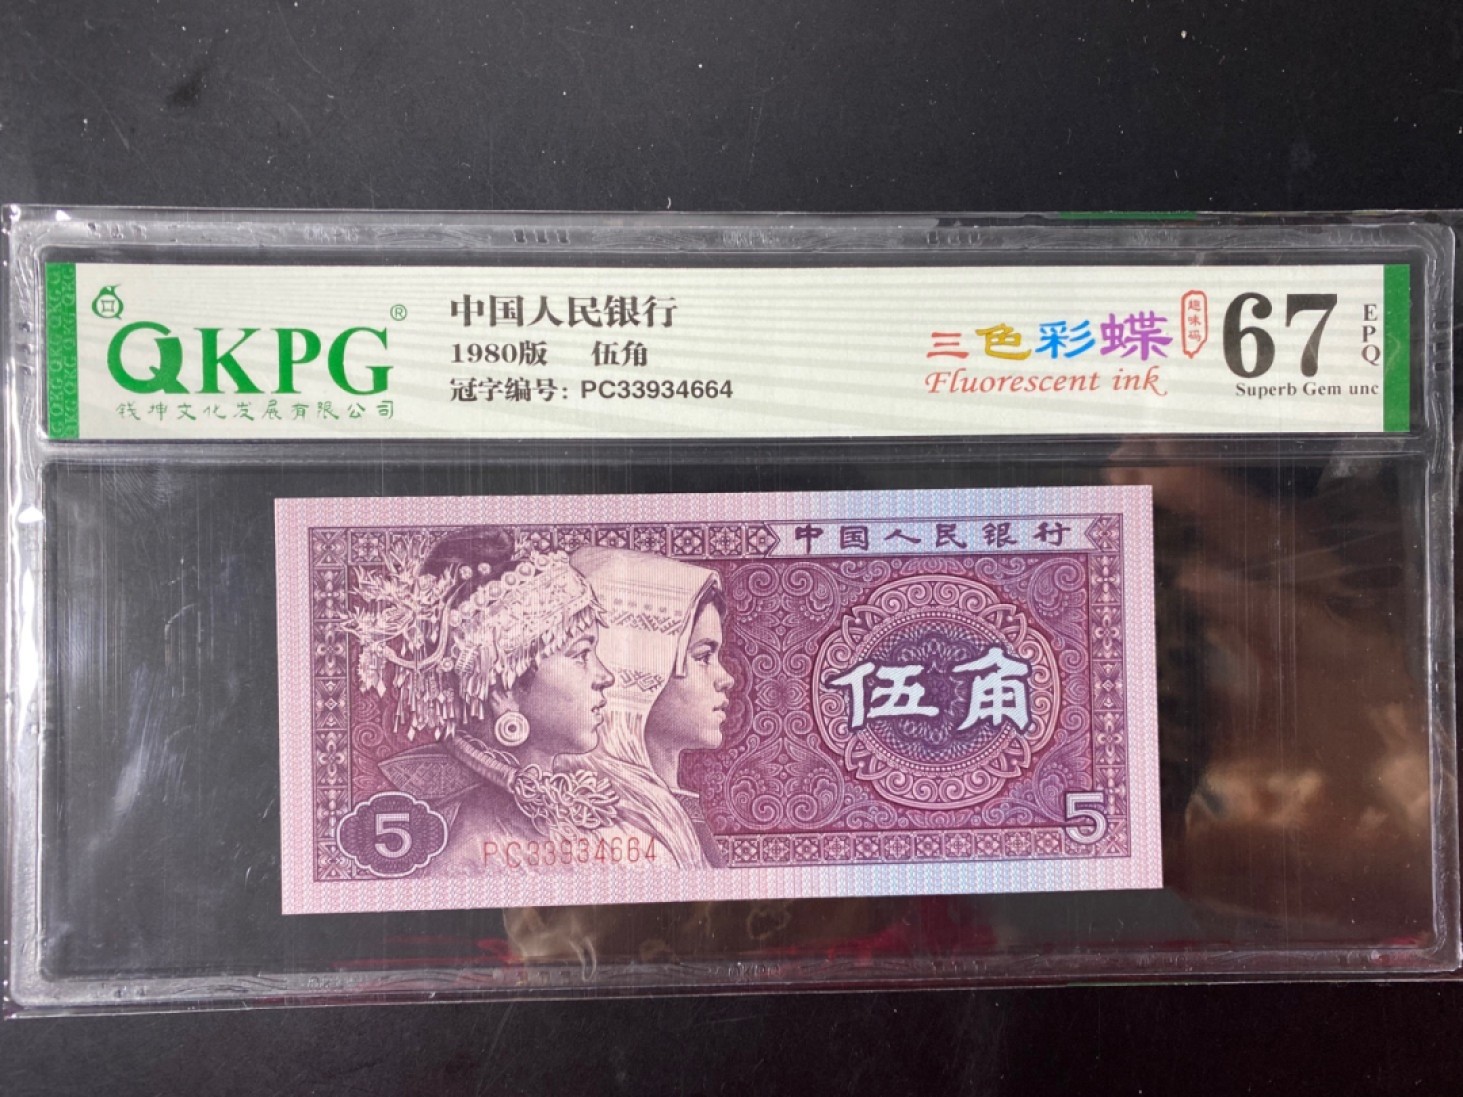 QKPG®
钱坤文化发展有限公司
中国人民银行
1980版 伍角
冠字编号: PC33934664
三色彩蝶
Fluorescent ink
趣味码
67
EPQ
Superb Gem unc
中国人民银行
伍角
5
5
PC33934664